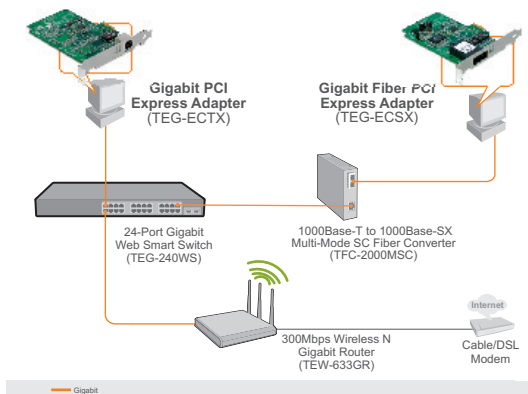 Gigabit PCI
Express Adapter
(TEG-ECTX)
Gigabit Fiber PCI
Express Adapter
(TEG-ECSX)
24-Port Gigabit
Web Smart Switch
(TEG-240WS)
1000Base-T to 1000Base-SX
Multi-Mode SC Fiber Converter
(TFC-2000MSC)
300Mbps Wireless N
Gigabit Router
(TEW-633GR)
Internet
Cable/DSL
Modem
Gigabit